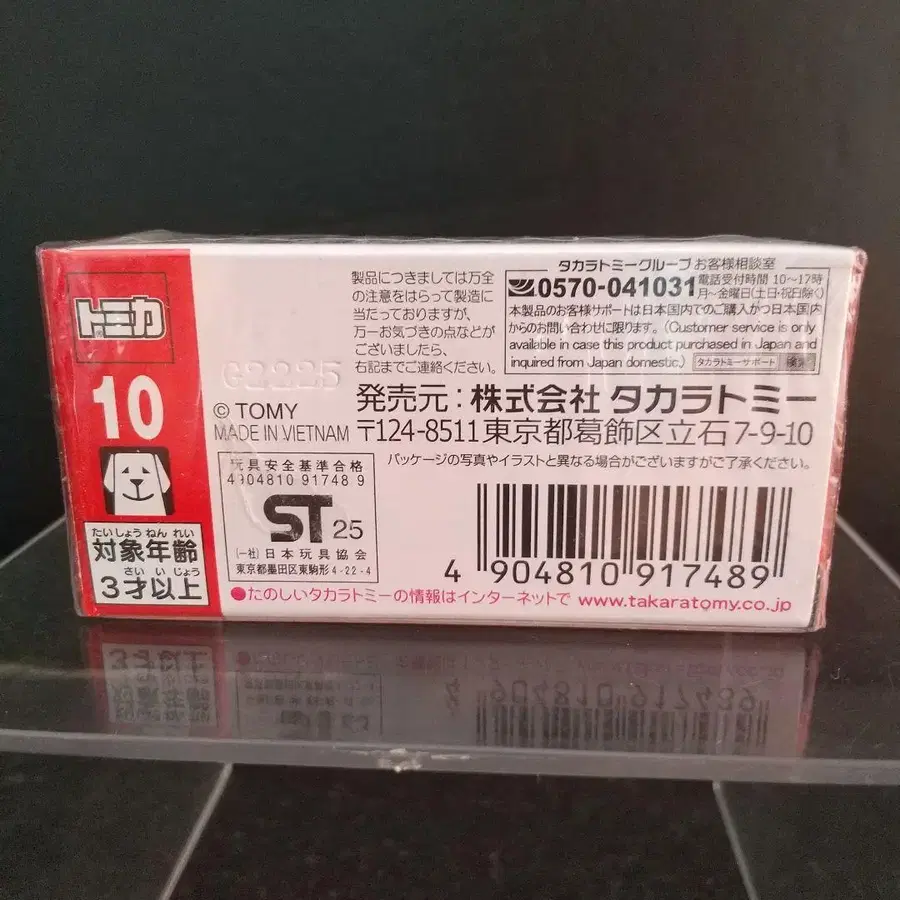 トミカ
10
たいしょうねんれい
対象年齢
さいいじょう
3才以上
製品につきましては万全
の注意をはらって製造に
当たっておりますが、
万一お気づきの点などが
ございましたら、
右記までご連絡ください。
タカラトミーグループ お客様相談室
0570-041031 電話受付時間 10〜17時
月〜金曜日(土・日・祝日除く)
本製品のお客様サポートは日本国内でのご購入かつ日本国内
からのお問い合わせに限ります。(Customer service is only
available in case this product purchased in Japan and
inquired from Japan domestic.) タカラトミーサポート 検索
G2225
© TOMY
MADE IN VIETNAM
発売元:株式会社 タカラトミー
〒124-8511 東京都葛飾区立石 7-9-10
パッケージの写真やイラストと異なる場合がございますがご了承ください。
玩具安全基準合格
4904810 91748 9
ST 25
(一社)日本玩具協会
東京都墨田区東駒形4-22-4
4 904810 917489
●たのしいタカラトミーの情報はインターネットで www.takaratomy.co.jp